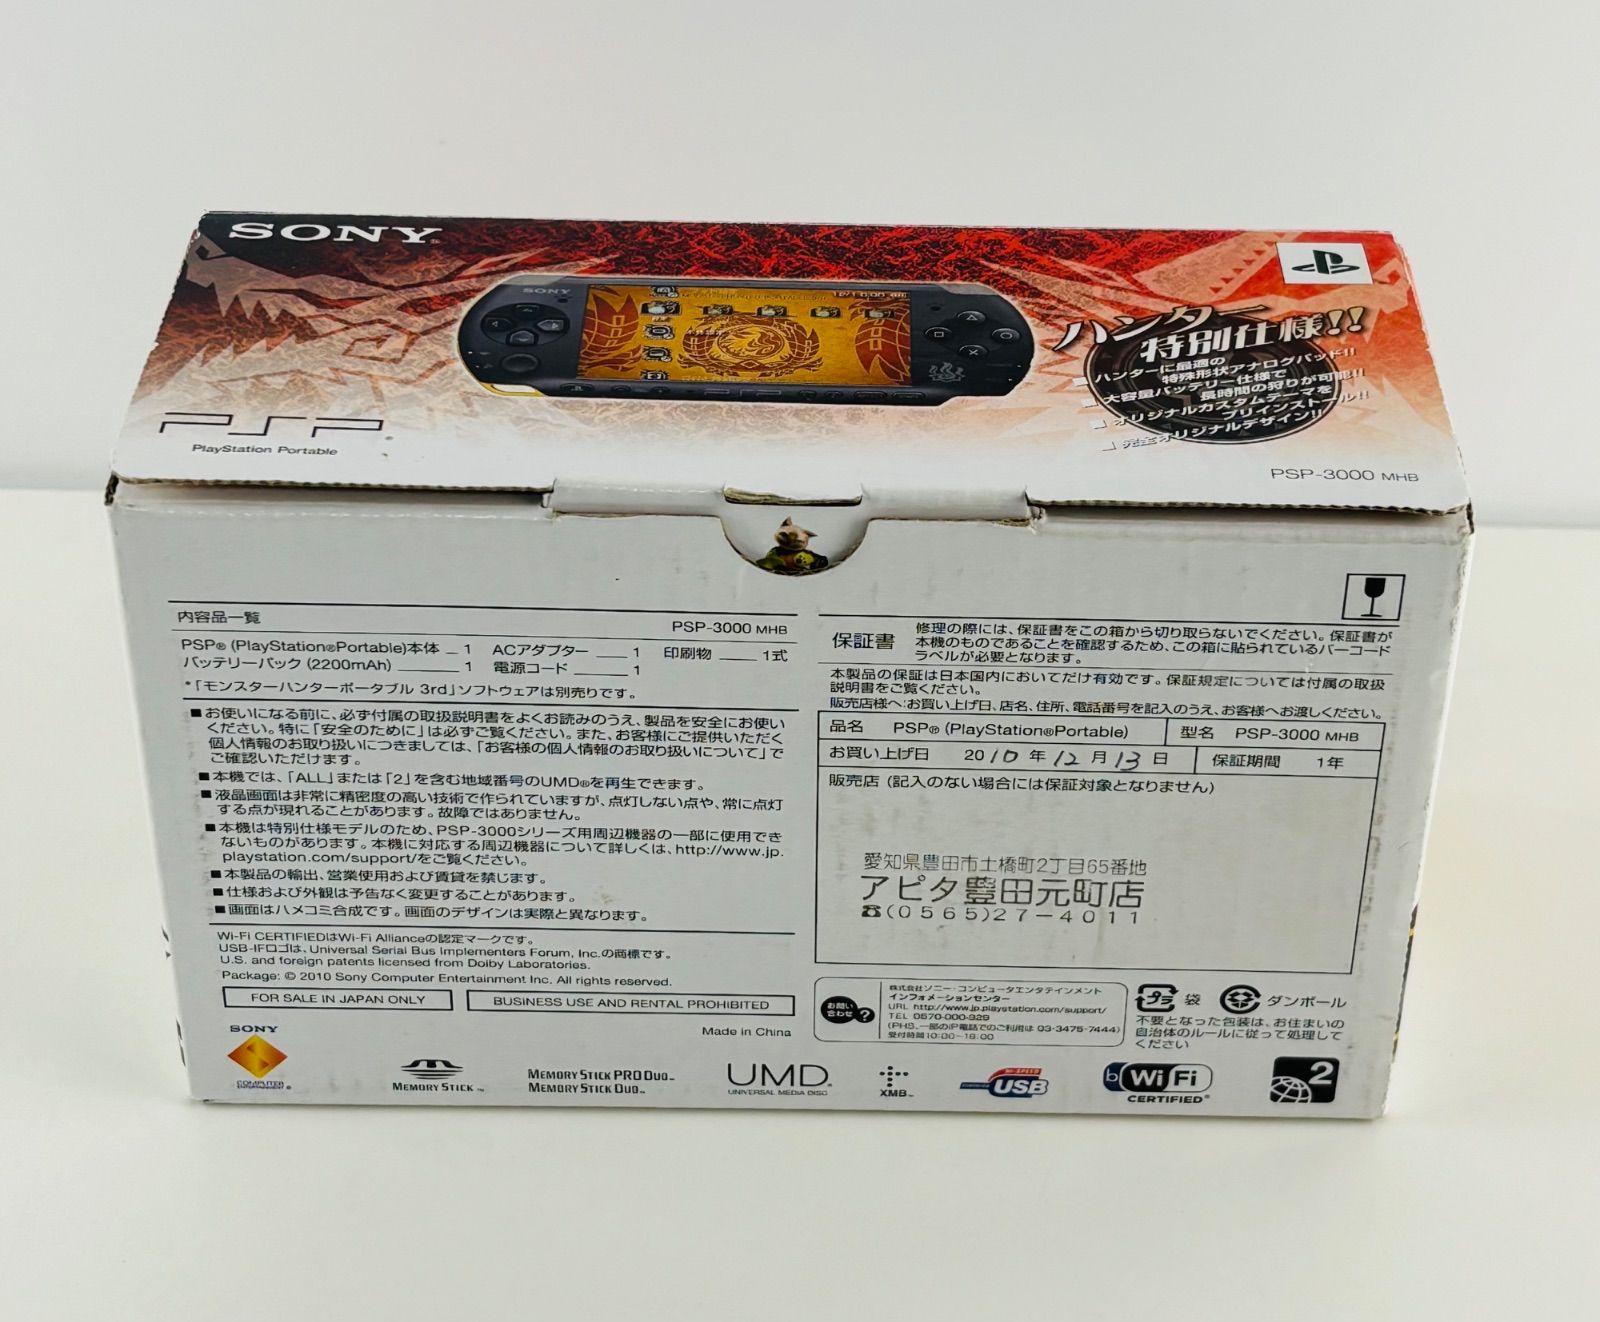 SONY
ハンター
特別仕様!!
ハンターに最適の
特殊形状アナログパッド!!
大容量バッテリー仕様で
長時間の狩りが可能!!
オリジナルカスタムテーマを
プリインストール!!
完全オリジナルデザイン!!
SONY
PSP
PlayStation Portable
PSP-3000 MHB
内容品一覧
PSP-3000 MHB
PSP® (PlayStation®Portable)本体 1 ACアダプター 1 印刷物 1式
バッテリーパック (2200mAh) 1 電源コード 1
*「モンスターハンターポータブル 3rd」ソフトウェアは別売りです。
■お使いになる前に、必ず付属の取扱説明書をよくお読みのうえ、製品を安全にお使い
ください。特に「安全のために」は必ずご覧ください。また、お客様にご提供いただく
個人情報のお取り扱いにつきましては、「お客様の個人情報のお取り扱いについて」で
ご確認いただけます。
■本機では、「ALL」または「2」を含む地域番号のUMD®を再生できます。
■液晶画面は非常に精密度の高い技術で作られていますが、点灯しない点や、常に点灯
する点が現れることがあります。故障ではありません。
■本機は特別仕様モデルのため、PSP-3000シリーズ用周辺機器の一部に使用でき
ないものがあります。本機に対応する周辺機器について詳しくは、http://www.jp.
playstation.com/support/をご覧ください。
■本製品の輸出、営業使用および賃貸を禁じます。
■仕様および外観は予告なく変更することがあります。
■画面はハメコミ合成です。画面のデザインは実際と異なります。
Wi-Fi CERTIFIEDはWi-Fi Allianceの認定マークです。
USB-IFロゴは、Universal Serial Bus Implementers Forum, Inc.の商標です。
U.S. and foreign patents licensed from Dolby Laboratories.
Package: © 2010 Sony Computer Entertainment Inc. All rights reserved.
FOR SALE IN JAPAN ONLY
BUSINESS USE AND RENTAL PROHIBITED
Made in China
保証書
修理の際には、保証書をこの箱から切り取らないでください。保証書が
本機のものであることを確認するため、この箱に貼られているバーコード
ラベルが必要となります。
本製品の保証は日本国内においてだけ有効です。保証規定については付属の取扱
説明書をご覧ください。
販売店様へ:お買い上げ日、店名、住所、電話番号を記入のうえ、お客様へお渡しください。
品名 PSP® (PlayStation®Portable) 型名 PSP-3000 MHB
お買い上げ日 2010 年 12 月 13 日 保証期間 1年
販売店 (記入のない場合には保証対象となりません)
愛知県豊田市土橋町2丁目65番地
アピタ豊田元町店
☎(0565)27-4011
お問い
合わせ?
株式会社ソニー・コンピュータエンタテインメント
インフォメーションセンター
URL http://www.jp.playstation.com/support/
TEL 0570-000-929
(PHS、一部のIP電話でのご利用は 03-3475-7444)
受付時間10:00~18:00
プラ 袋 ダンボール
不要となった包装は、お住まいの
自治体のルールに従って処理して
ください
SONY
COMPUTER
ENTERTAINMENT®
MEMORY STICK™
MEMORY STICK PRO DUO™
MEMORY STICK DUO™
UMD®
UNIVERSAL MEDIA DISC
XMB™
HI-SPEED
CERTIFIED USB
Wi Fi
CERTIFIED®
2